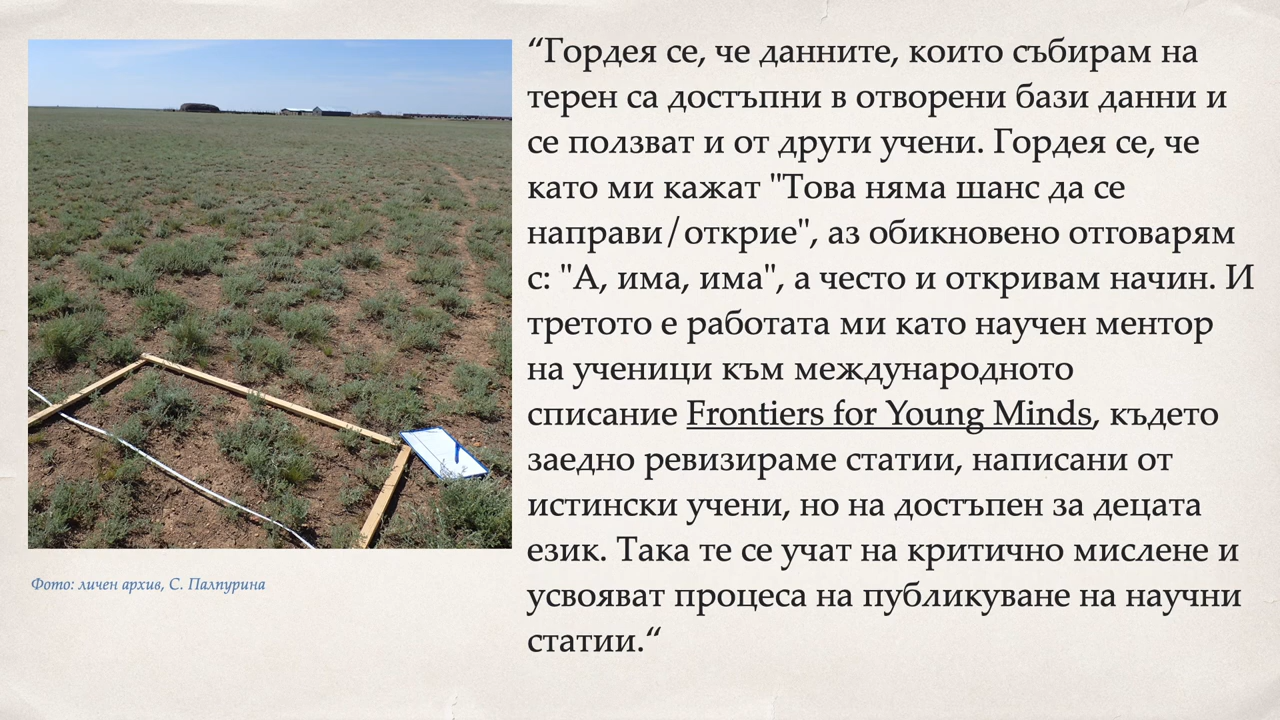 “Гордея се, че данните, които събирам на
терен са достъпни в отворени бази данни и
се ползват и от други учени. Гордея се, че
като ми кажат "Това няма шанс да се
направи/открие", аз обикновено отговарям
с: "А, има, има", а често и откривам начин. И
третото е работата ми като научен ментор
на ученици към международното
списание Frontiers for Young Minds, където
заедно ревизираме статии, написани от
истински учени, но на достъпен за децата
език. Така те се учат на критично мислене и
усвояват процеса на публикуване на научни
статии.“
Фото: личен архив, С. Палпурина